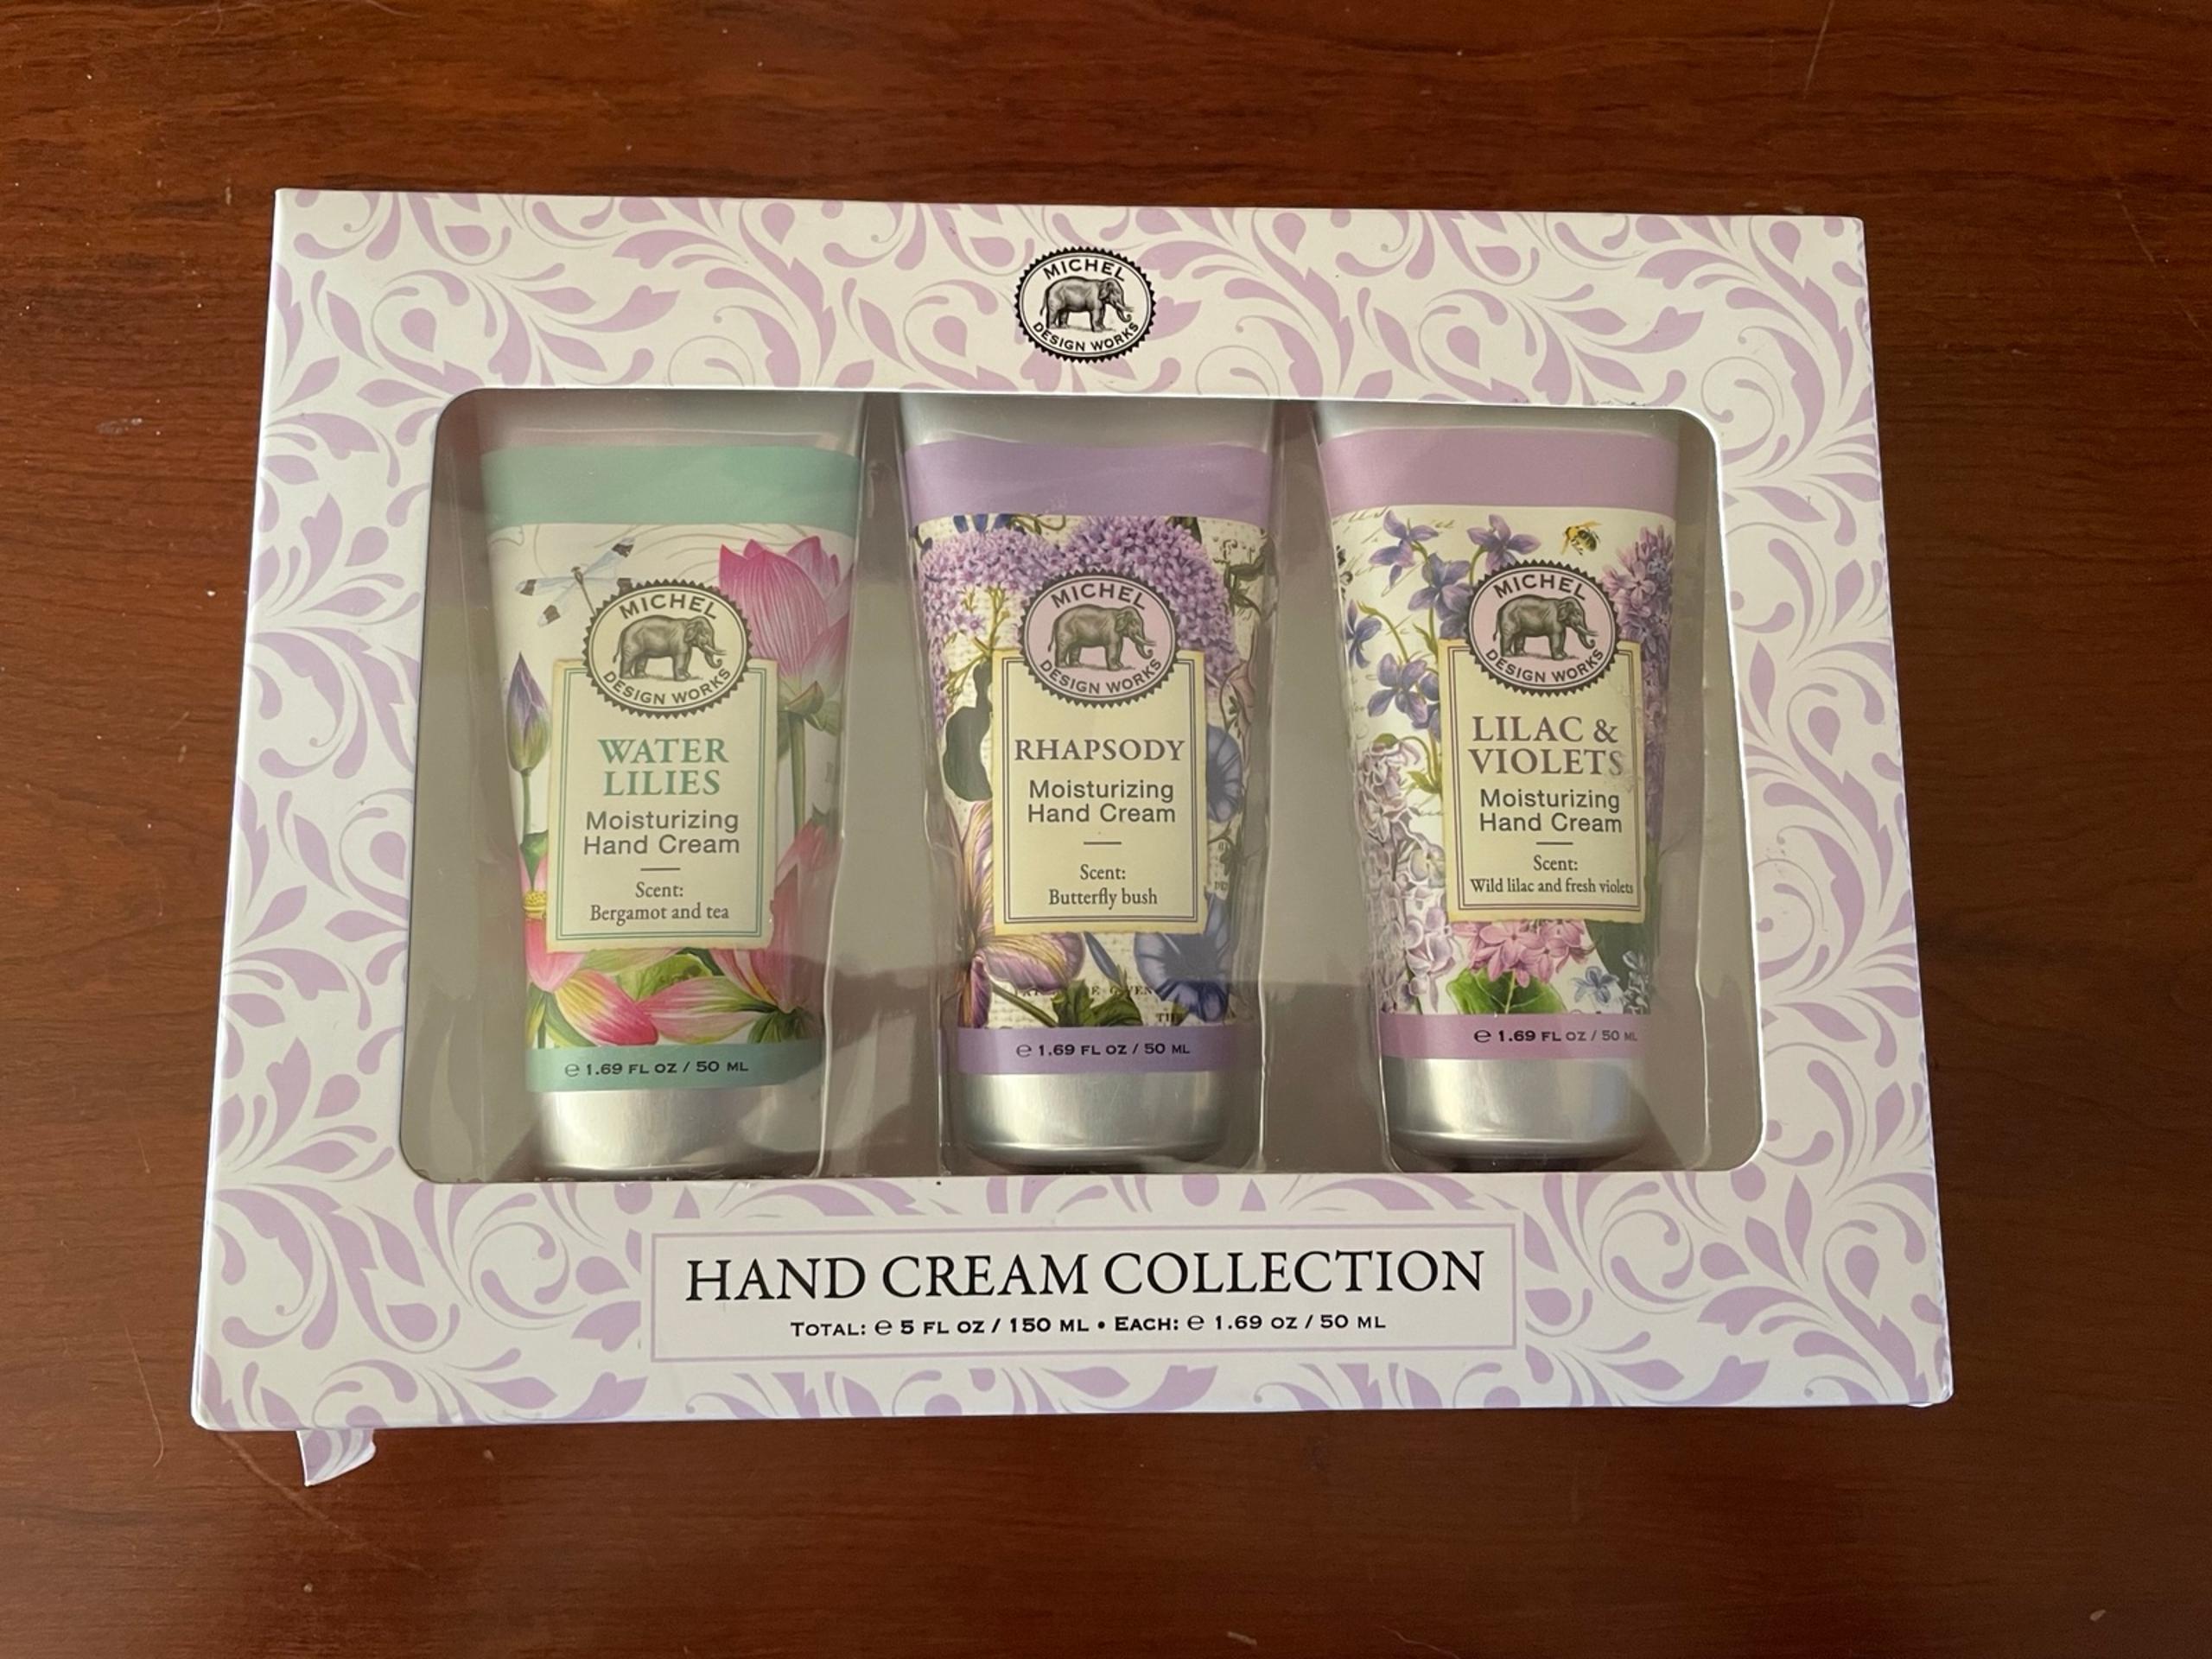 MICHEL
DESIGN WORKS
MICHEL
DESIGN WORKS
WATER
LILIES
Moisturizing
Hand Cream
Scent:
Bergamot and tea
℮ 1.69 FL OZ / 50 ML
MICHEL
DESIGN WORKS
RHAPSODY
Moisturizing
Hand Cream
Scent:
Butterfly bush
℮ 1.69 FL OZ / 50 ML
MICHEL
DESIGN WORKS
LILAC &
VIOLETS
Moisturizing
Hand Cream
Scent:
Wild lilac and fresh violets
℮ 1.69 FL OZ / 50 ML
HAND CREAM COLLECTION
TOTAL: ℮ 5 FL OZ / 150 ML • EACH: ℮ 1.69 OZ / 50 ML